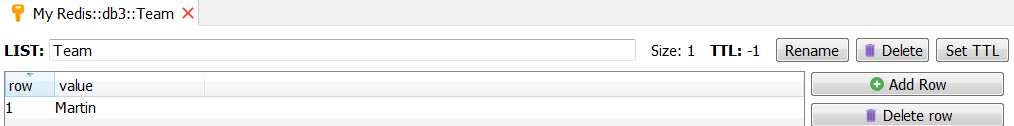 My Redis::db3::Team
LIST: Team Size: 1 TTL: -1 Rename Delete Set TTL
row value Add Row
1 Martin Delete row